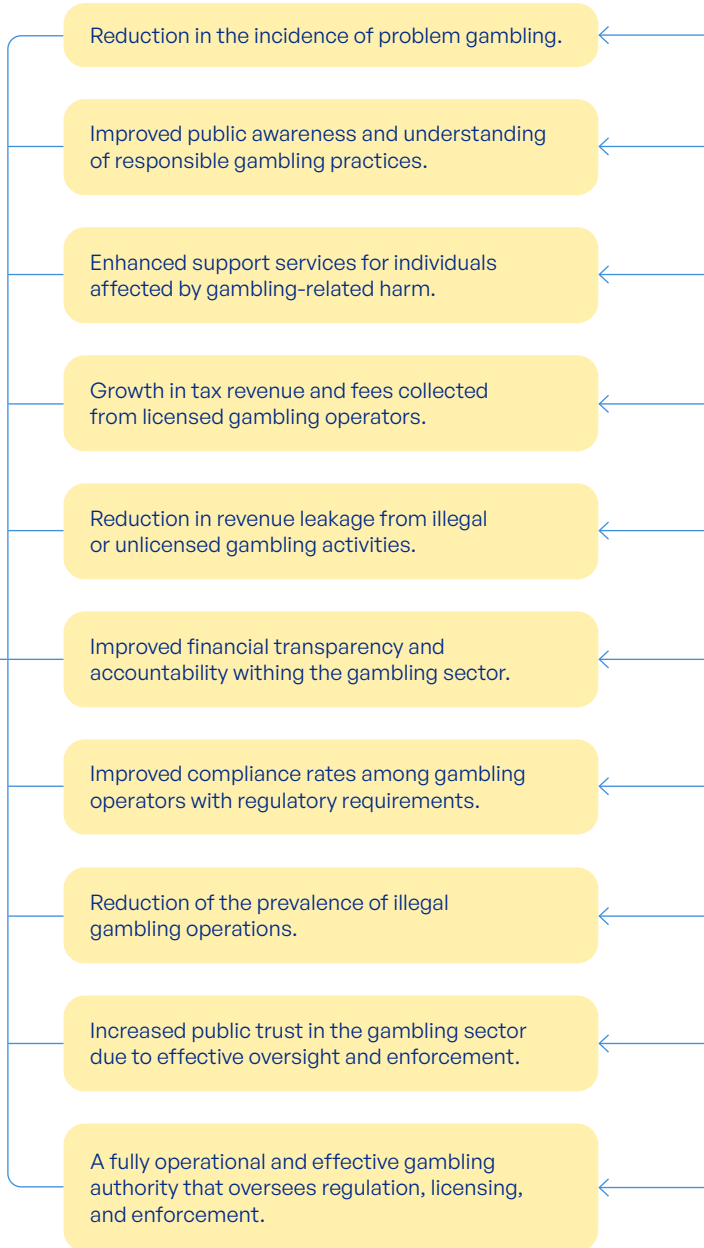 Reduction in the incidence of problem gambling.
Improved public awareness and understanding
of responsible gambling practices.
Enhanced support services for individuals
affected by gambling-related harm.
Growth in tax revenue and fees collected
from licensed gambling operators.
Reduction in revenue leakage from illegal
or unlicensed gambling activities.
Improved financial transparency and
accountability withing the gambling sector.
Improved compliance rates among gambling
operators with regulatory requirements.
Reduction of the prevalence of illegal
gambling operations.
Increased public trust in the gambling sector
due to effective oversight and enforcement.
A fully operational and effective gambling
authority that oversees regulation, licensing,
and enforcement.